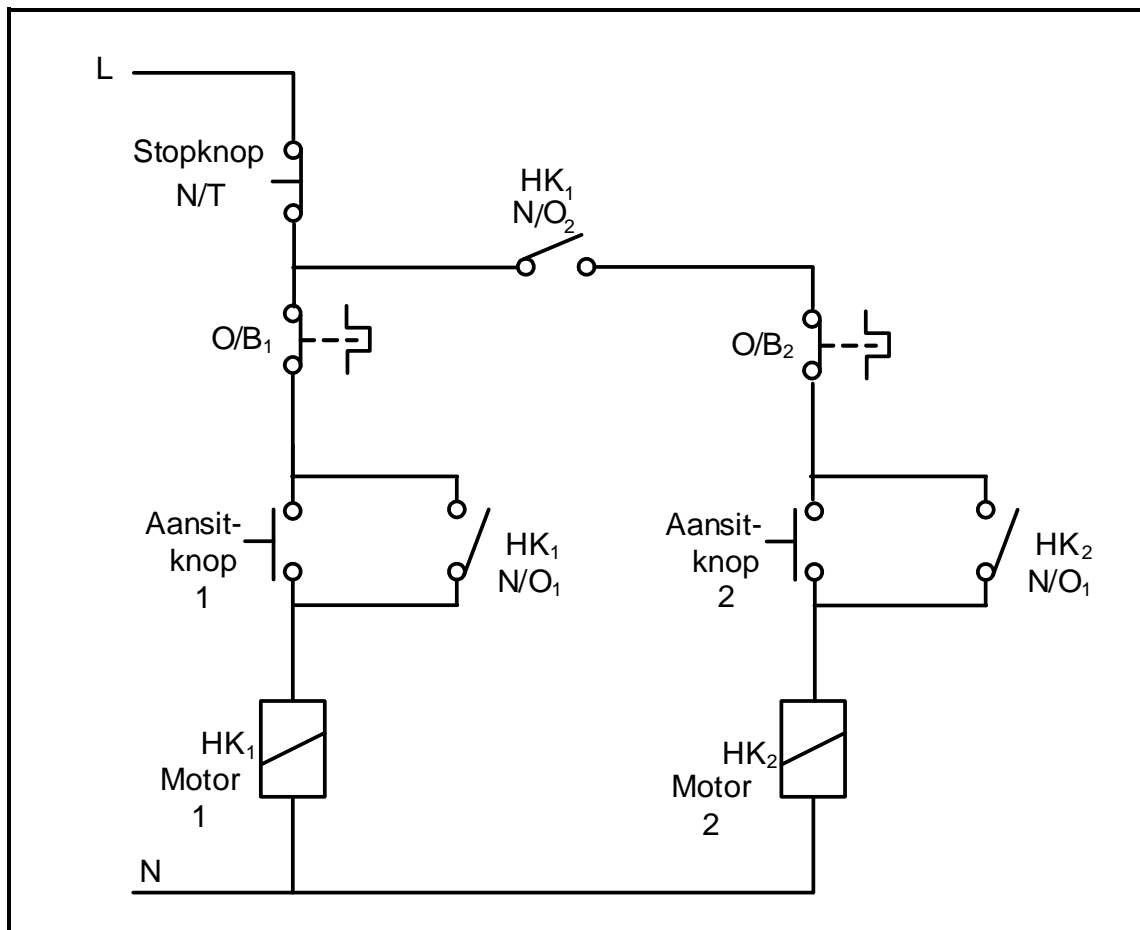 L
Stopknop
N/T
HK₁
N/O₂
O/B₁
O/B₂
Aansit-
knop
1
HK₁
N/O₁
Aansit-
knop
2
HK₂
N/O₁
HK₁
Motor
1
HK₂
Motor
2
N